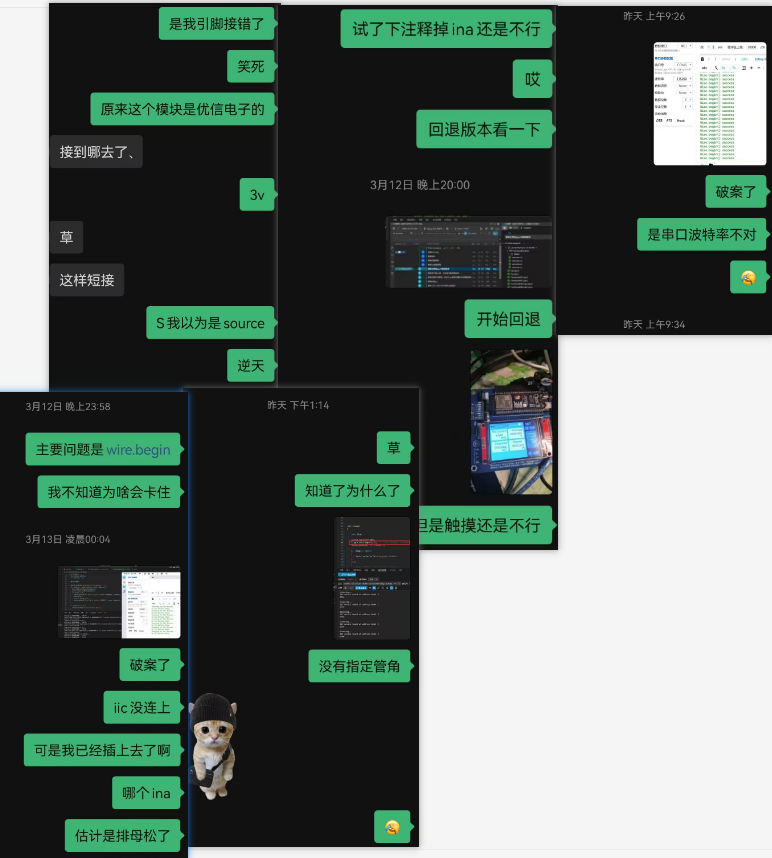 是我引脚接错了
笑死
原来这个模块是优信电子的
接到哪去了、
3v
草
这样短接
S 我以为是 source
逆天
试了下注释掉 ina 还是不行
哎
回退版本看一下
3月12日 晚上20:00
开始回退
但是触摸还是不行
昨天 上午9:26
破案了
是串口波特率不对
昨天 上午9:34
3月12日 晚上23:58
主要问题是 wire.begin
我不知道为啥会卡住
3月13日 凌晨00:04
破案了
iic 没连上
可是我已经插上去了啊
哪个 ina
估计是排母松了
昨天 下午1:14
草
知道了为什么了
没有指定管角